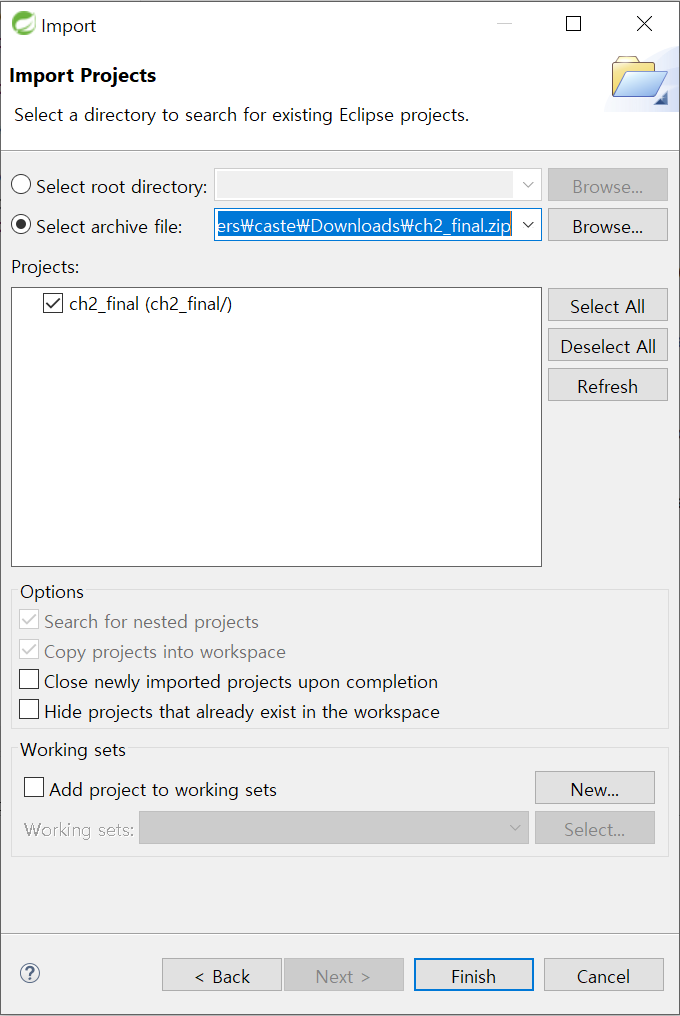 Import
Import Projects
Select a directory to search for existing Eclipse projects.
Select root directory:
Browse...
Select archive file:
ers₩caste₩Downloads₩ch2_final.zip
Browse...
Projects:
ch2_final (ch2_final/)
Select All
Deselect All
Refresh
Options
Search for nested projects
Copy projects into workspace
Close newly imported projects upon completion
Hide projects that already exist in the workspace
Working sets
Add project to working sets
New...
Working sets:
Select...
?
< Back
Next >
Finish
Cancel